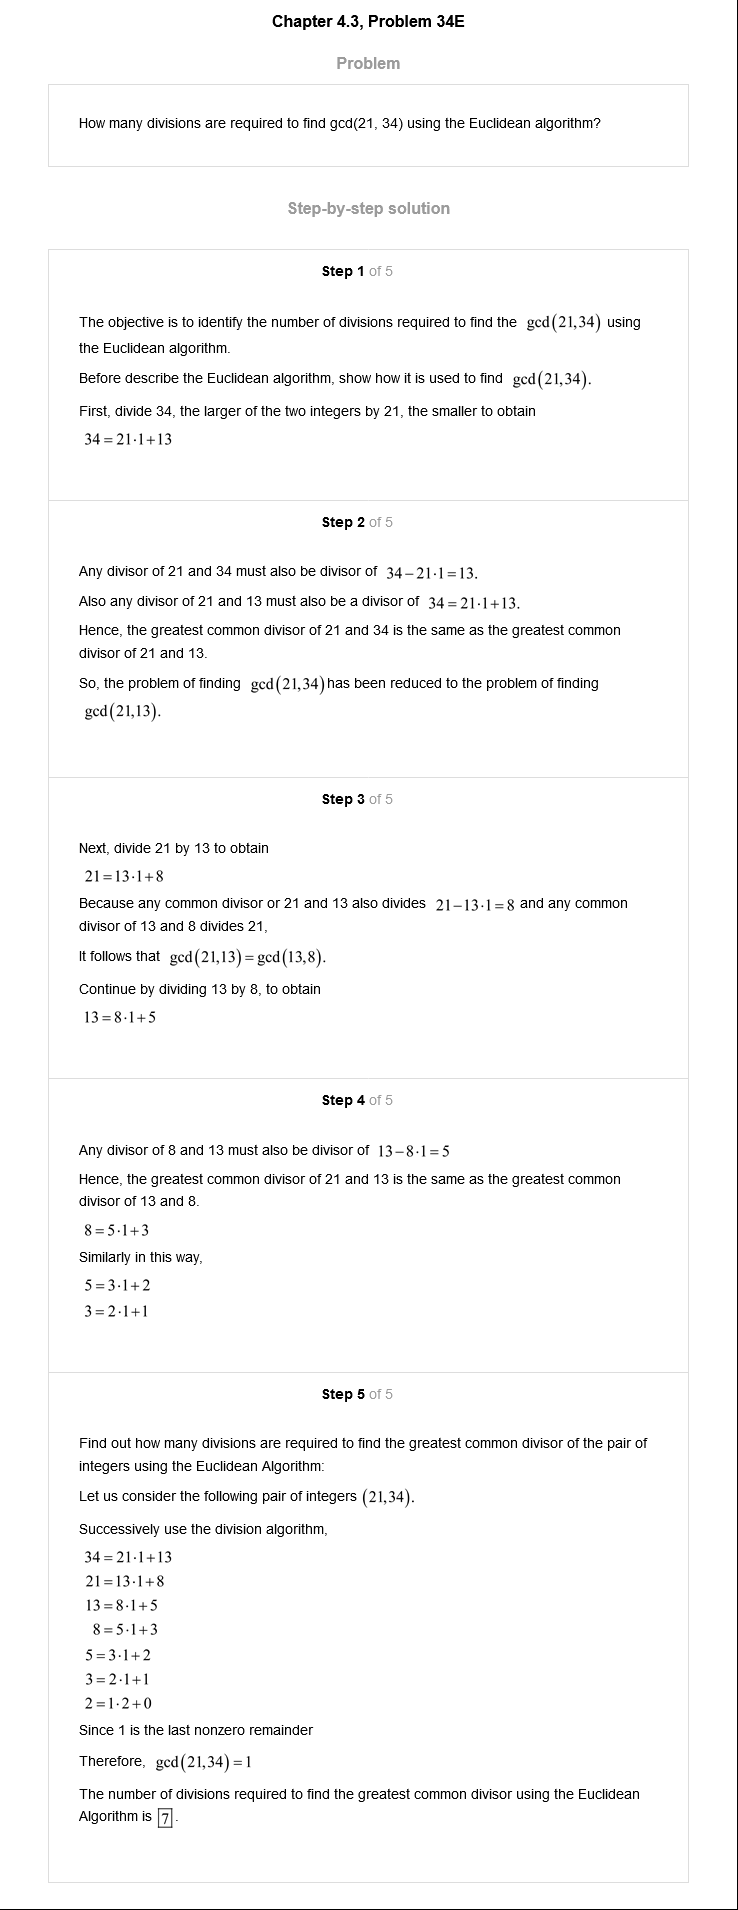 Chapter 4.3, Problem 34E
Problem
How many divisions are required to find gcd(21, 34) using the Euclidean algorithm?
Step-by-step solution
Step 1 of 5
The objective is to identify the number of divisions required to find the gcd(21,34) using
the Euclidean algorithm.
Before describe the Euclidean algorithm, show how it is used to find gcd(21,34).
First, divide 34, the larger of the two integers by 21, the smaller to obtain
34=21·1+13
Step 2 of 5
Any divisor of 21 and 34 must also be divisor of 34−21·1=13.
Also any divisor of 21 and 13 must also be a divisor of 34=21·1+13.
Hence, the greatest common divisor of 21 and 34 is the same as the greatest common
divisor of 21 and 13.
So, the problem of finding gcd(21,34) has been reduced to the problem of finding
gcd(21,13).
Step 3 of 5
Next, divide 21 by 13 to obtain
21=13·1+8
Because any common divisor or 21 and 13 also divides 21−13·1=8 and any common
divisor of 13 and 8 divides 21,
It follows that gcd(21,13)=gcd(13,8).
Continue by dividing 13 by 8, to obtain
13=8·1+5
Step 4 of 5
Any divisor of 8 and 13 must also be divisor of 13−8·1=5
Hence, the greatest common divisor of 21 and 13 is the same as the greatest common
divisor of 13 and 8.
8=5·1+3
Similarly in this way,
5=3·1+2
3=2·1+1
Step 5 of 5
Find out how many divisions are required to find the greatest common divisor of the pair of
integers using the Euclidean Algorithm:
Let us consider the following pair of integers (21,34).
Successively use the division algorithm,
34=21·1+13
21=13·1+8
13=8·1+5
8=5·1+3
5=3·1+2
3=2·1+1
2=1·2+0
Since 1 is the last nonzero remainder
Therefore, gcd(21,34)=1
The number of divisions required to find the greatest common divisor using the Euclidean
Algorithm is 7.